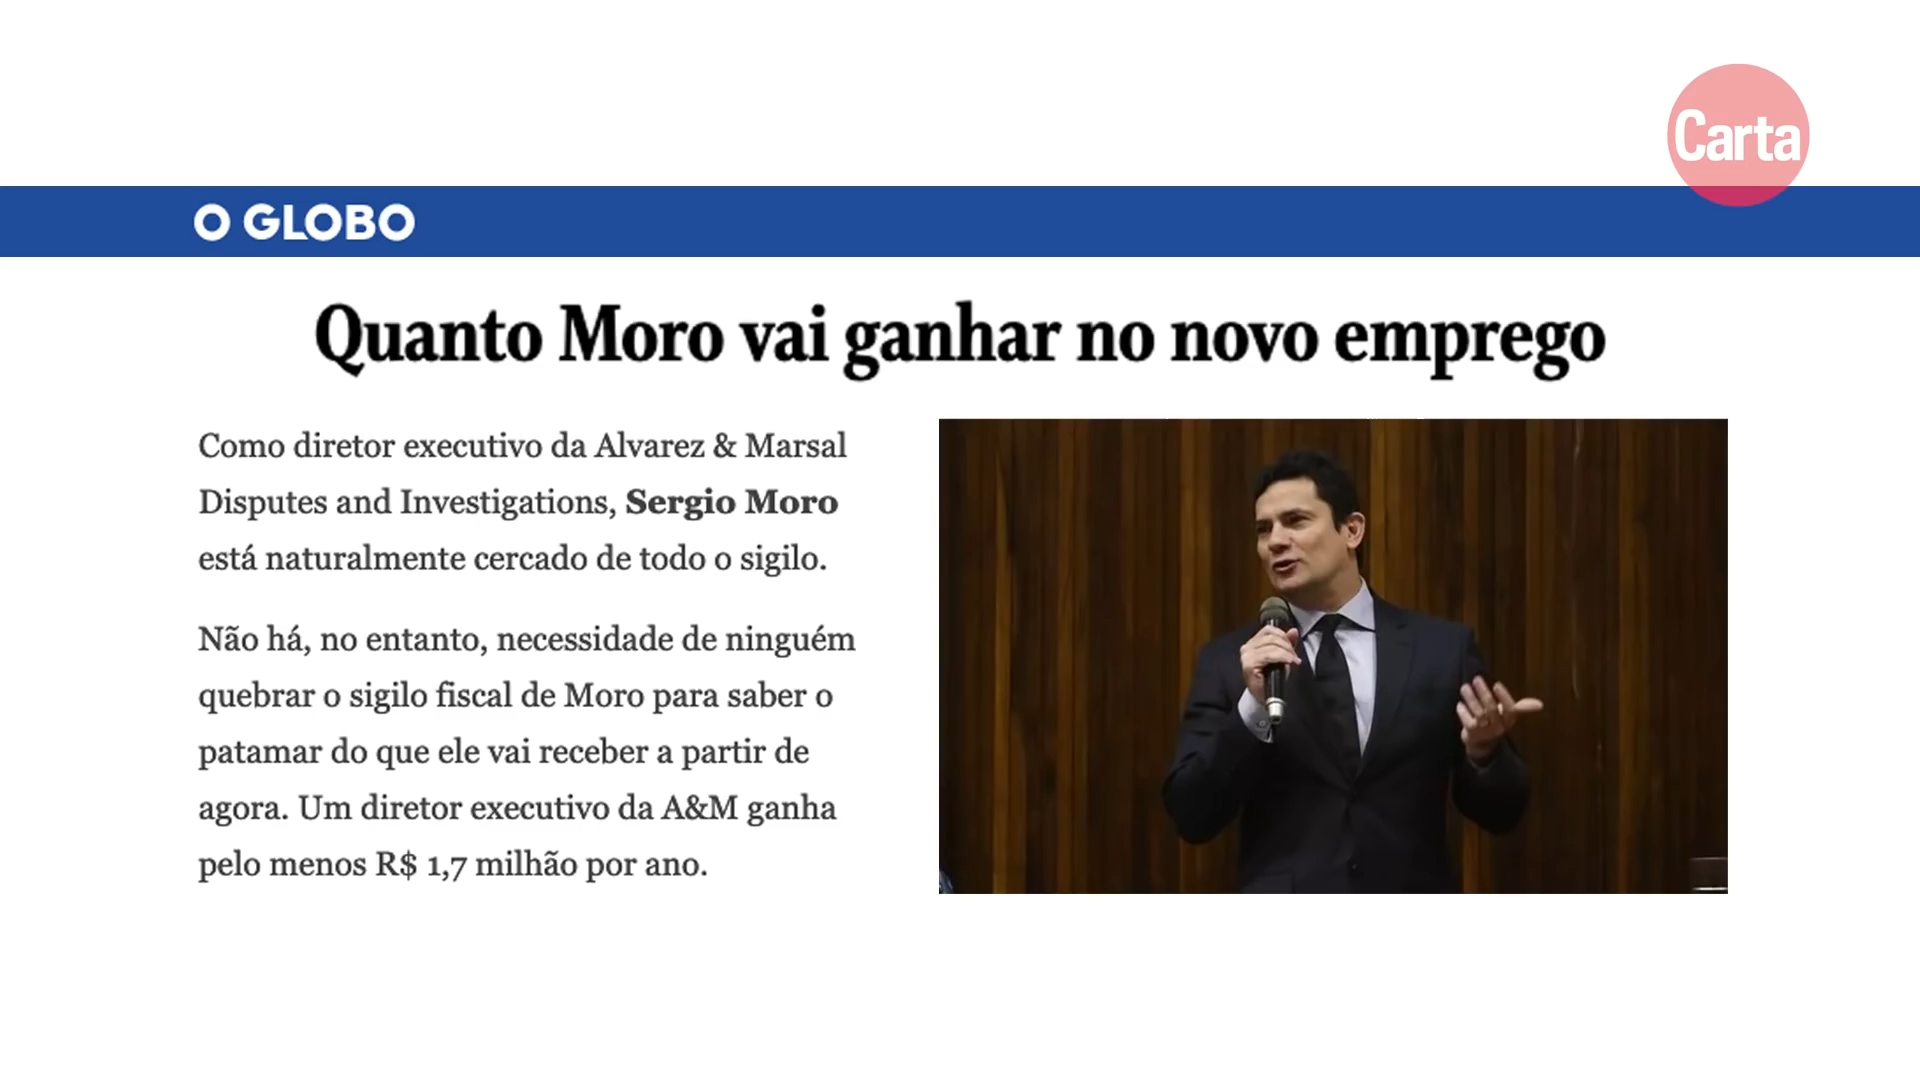 Carta
O GLOBO
Quanto Moro vai ganhar no novo emprego
Como diretor executivo da Alvarez & Marsal
Disputes and Investigations, Sergio Moro
está naturalmente cercado de todo o sigilo.
Não há, no entanto, necessidade de ninguém
quebrar o sigilo fiscal de Moro para saber o
patamar do que ele vai receber a partir de
agora. Um diretor executivo da A&M ganha
pelo menos R$ 1,7 milhão por ano.